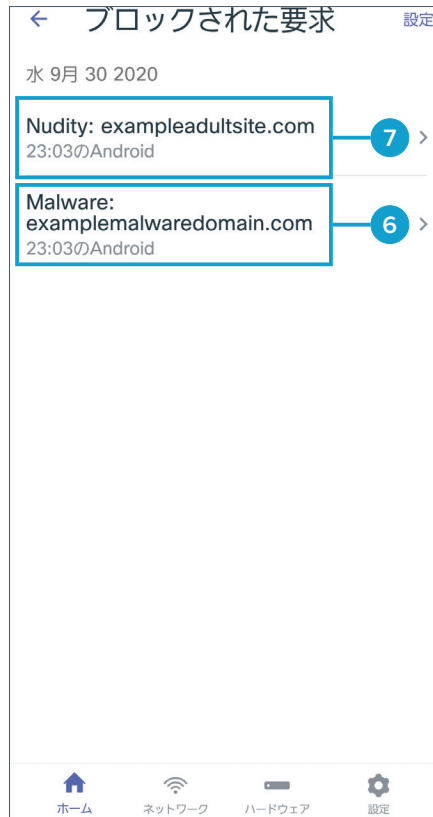 ブロックされた要求 設定
水 9月 30 2020
Nudity: exampleadultsite.com
23:03のAndroid
7
Malware:
examplemalwaredomain.com
23:03のAndroid
6
ホーム ネットワーク ハードウェア 設定